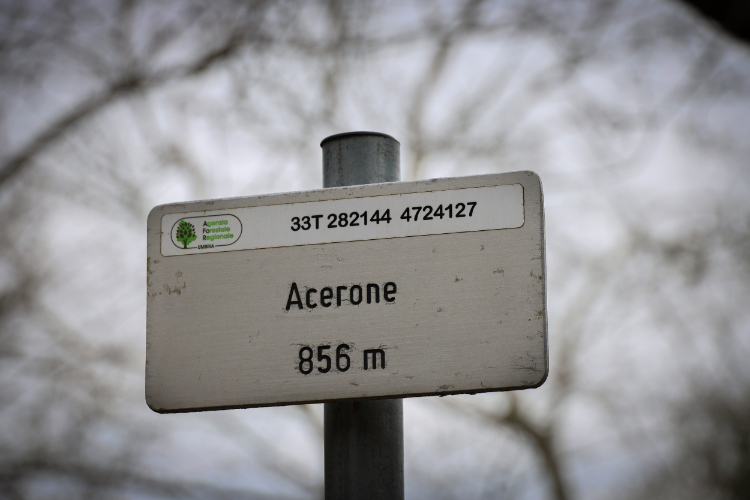 Agenzia
Forestale
Regionale
UMBRIA
33T 282144 4724127
Acerone
856 m